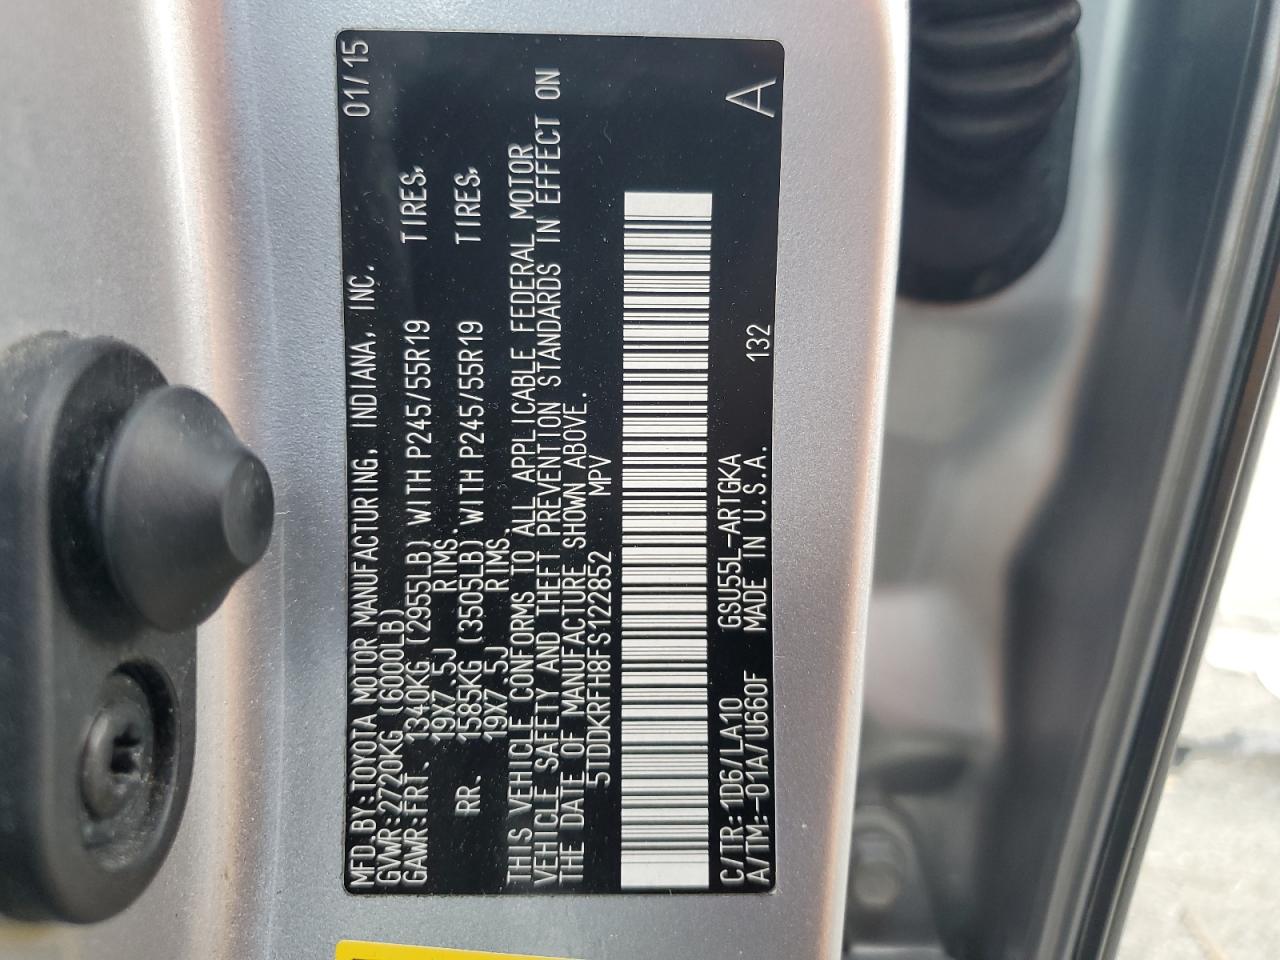 MFD.BY:TOYOTA MOTOR MANUFACTURING, INDIANA, INC. 01/15
GVWR:2720KG (6000LB)
GAWR:FRT. 1340KG (2955LB) WITH P245/55R19 TIRES,
19X7.5J RIMS.
RR. 1585KG (3505LB) WITH P245/55R19 TIRES,
19X7.5J RIMS.
THIS VEHICLE CONFORMS TO ALL APPLICABLE FEDERAL MOTOR
VEHICLE SAFETY AND THEFT PREVENTION STANDARDS IN EFFECT ON
THE DATE OF MANUFACTURE SHOWN ABOVE.
5TDDKRFH8FS122852 MPV
C/TR:1D6/LA10 GSU55L-ARTGKA
A/TM:-01A/U660F MADE IN U.S.A. 132 A